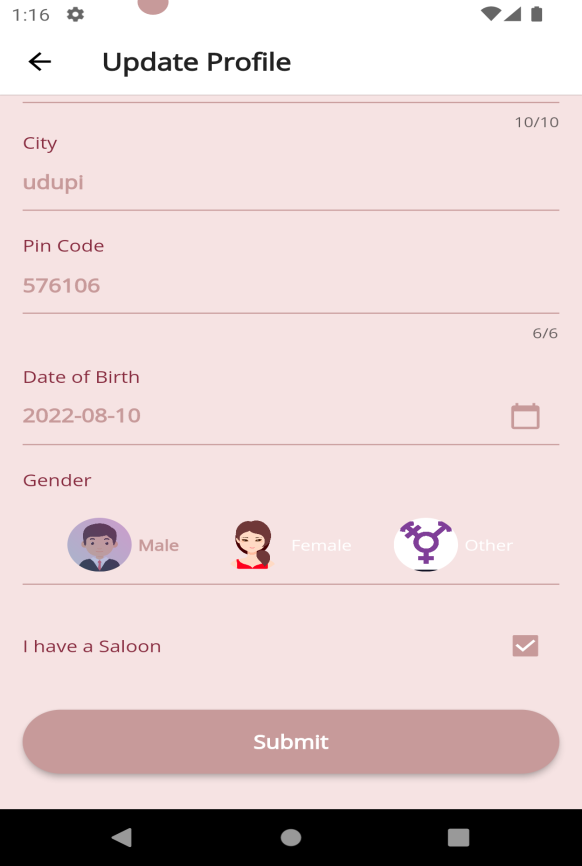 1:16
Update Profile
10/10
City
udupi
Pin Code
576106
6/6
Date of Birth
2022-08-10
Gender
Male Female Other
I have a Saloon
Submit